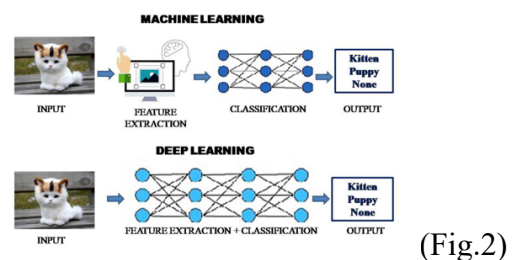 MACHINE LEARNING
Kitten
Puppy
None
INPUT
FEATURE
EXTRACTION
CLASSIFICATION
OUTPUT
DEEP LEARNING
Kitten
Puppy
None
INPUT
FEATURE EXTRACTION + CLASSIFICATION
OUTPUT
(Fig.2)